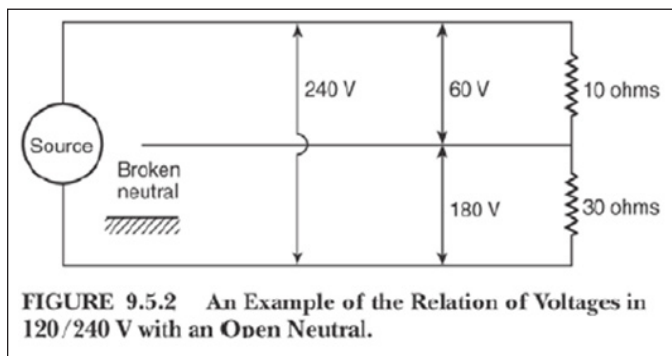 240 V
60 V
10 ohms
Source
Broken
neutral
180 V
30 ohms
FIGURE 9.5.2 An Example of the Relation of Voltages in
120/240 V with an Open Neutral.